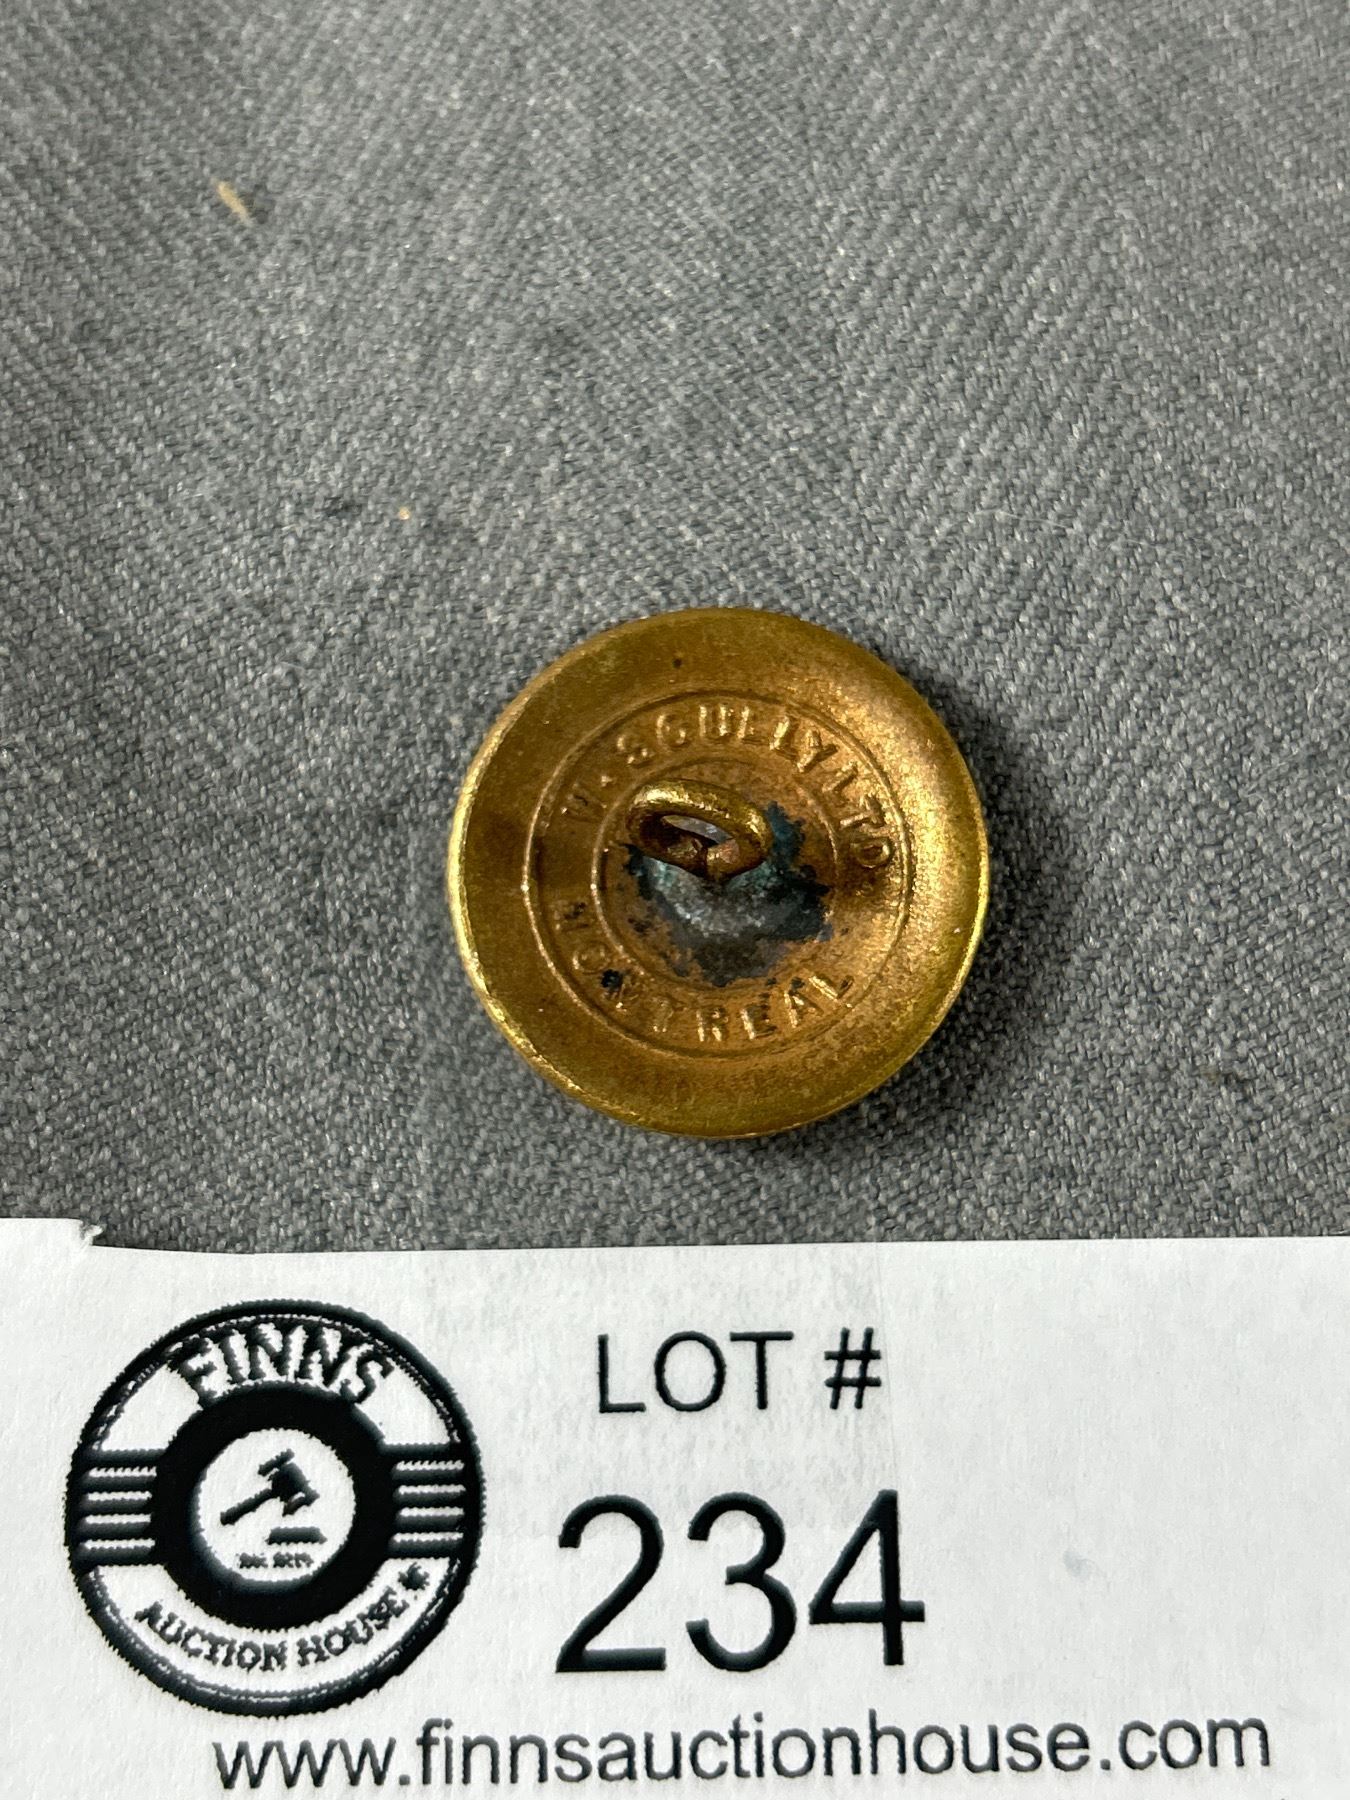 W. SCULLY LTD
MONTREAL
FINNS
AUCTION HOUSE
LOT #
234
www.finnsauctionhouse.com